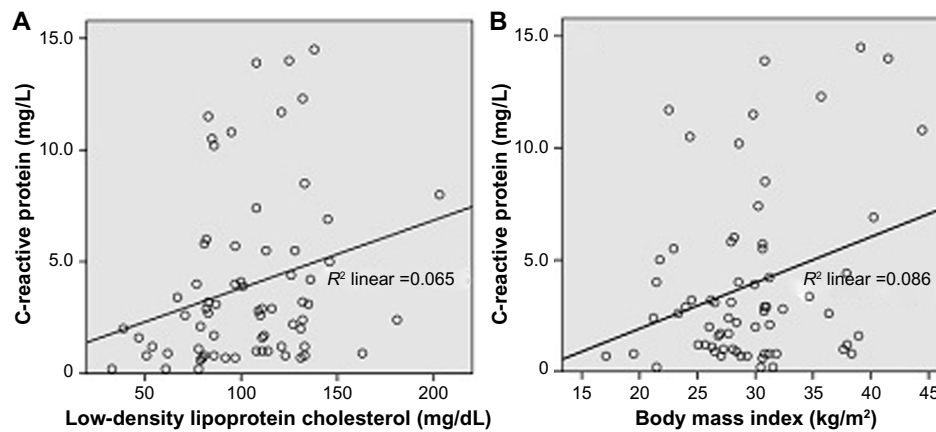 A
C-reactive protein (mg/L)
15.0
10.0
5.0
0
R² linear =0.065
50
100
150
200
Low-density lipoprotein cholesterol (mg/dL)
B
C-reactive protein (mg/L)
15.0
10.0
5.0
0
R² linear =0.086
15
20
25
30
35
40
45
Body mass index (kg/m²)